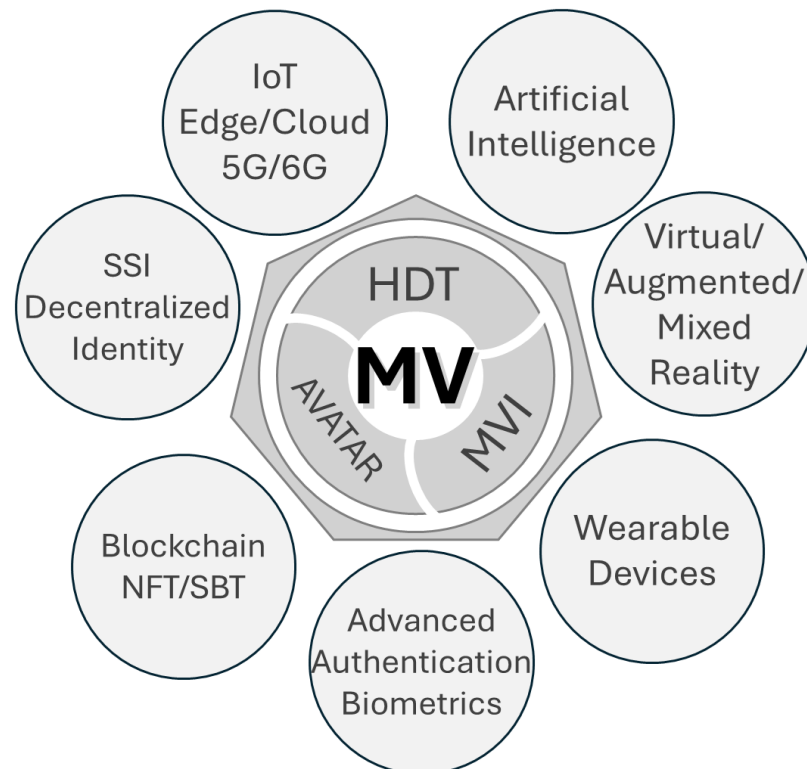 IoT
Edge/Cloud
5G/6G
Artificial
Intelligence
SSI
Decentralized
Identity
Virtual/
Augmented/
Mixed
Reality
HDT
MV
AVATAR
MVI
Blockchain
NFT/SBT
Wearable
Devices
Advanced
Authentication
Biometrics